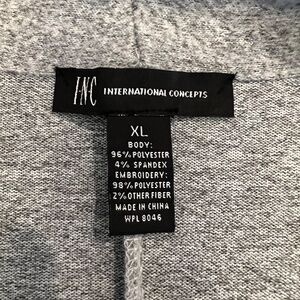 I·N·C INTERNATIONAL CONCEPTS
XL
BODY:
96% POLYESTER
4% SPANDEX
EMBROIDERY:
98% POLYESTER
2% OTHER FIBER
MADE IN CHINA
WPL 8046